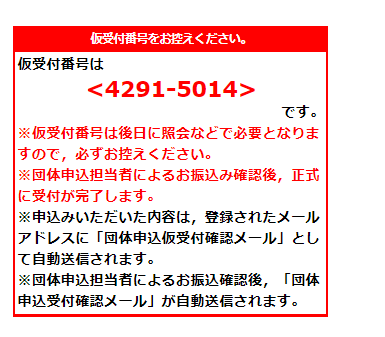 仮受付番号をお控えください。
仮受付番号は
<4291-5014>
です。
※仮受付番号は後日に照会などで必要となりま
すので，必ずお控えください。
※団体申込担当者によるお振込み確認後，正式
に受付が完了します。
※申込みいただいた内容は，登録されたメール
アドレスに「団体申込仮受付確認メール」とし
て自動送信されます。
※団体申込担当者によるお振込確認後，「団体
申込受付確認メール」が自動送信されます。